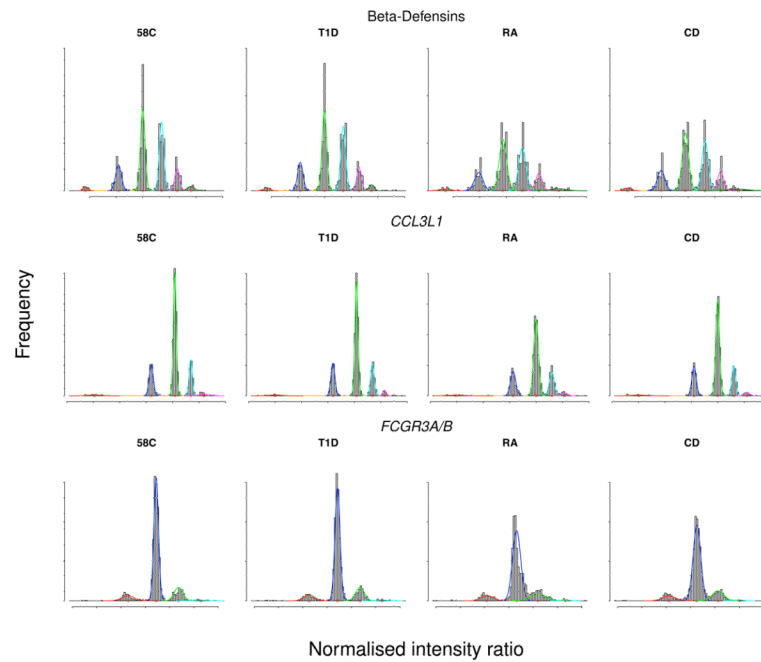 Beta-Defensins
58C T1D RA CD
CCL3L1
58C T1D RA CD
Frequency
FCGR3A/B
58C T1D RA CD
Normalised intensity ratio